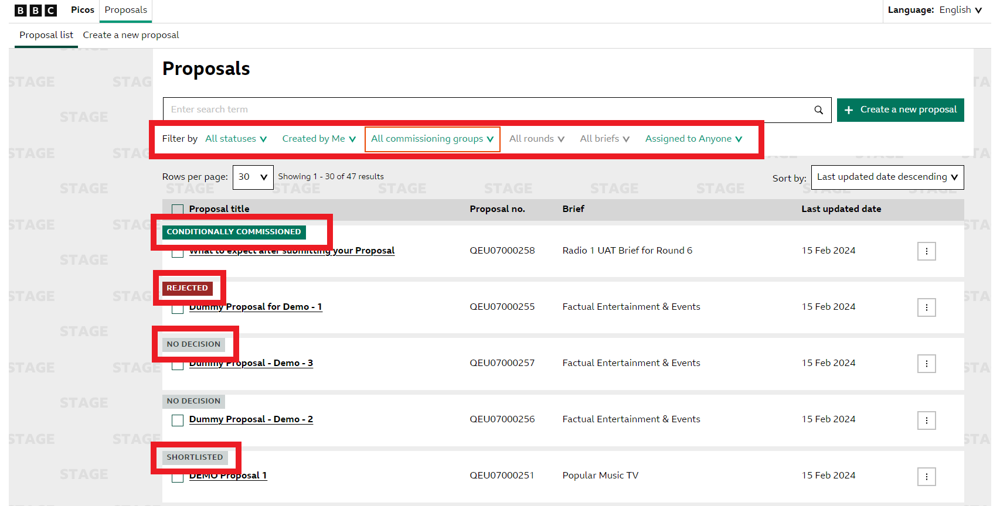 BBC Picos Proposals Language: English
Proposal list Create a new proposal
Proposals
Enter search term
Create a new proposal
Filter by All statuses Created by Me All commissioning groups All rounds All briefs Assigned to Anyone
Rows per page: 30 Showing 1 - 30 of 47 results Sort by: Last updated date descending
Proposal title Proposal no. Brief Last updated date
CONDITIONALLY COMMISSIONED
What to expect after submitting your Proposal QEU07000258 Radio 1 UAT Brief for Round 6 15 Feb 2024
REJECTED
Dummy Proposal for Demo - 1 QEU07000255 Factual Entertainment & Events 15 Feb 2024
NO DECISION
Dummy Proposal - Demo - 3 QEU07000257 Factual Entertainment & Events 15 Feb 2024
NO DECISION
Dummy Proposal - Demo - 2 QEU07000256 Factual Entertainment & Events 15 Feb 2024
SHORTLISTED
DEMO Proposal 1 QEU07000251 Popular Music TV 15 Feb 2024
STAGE